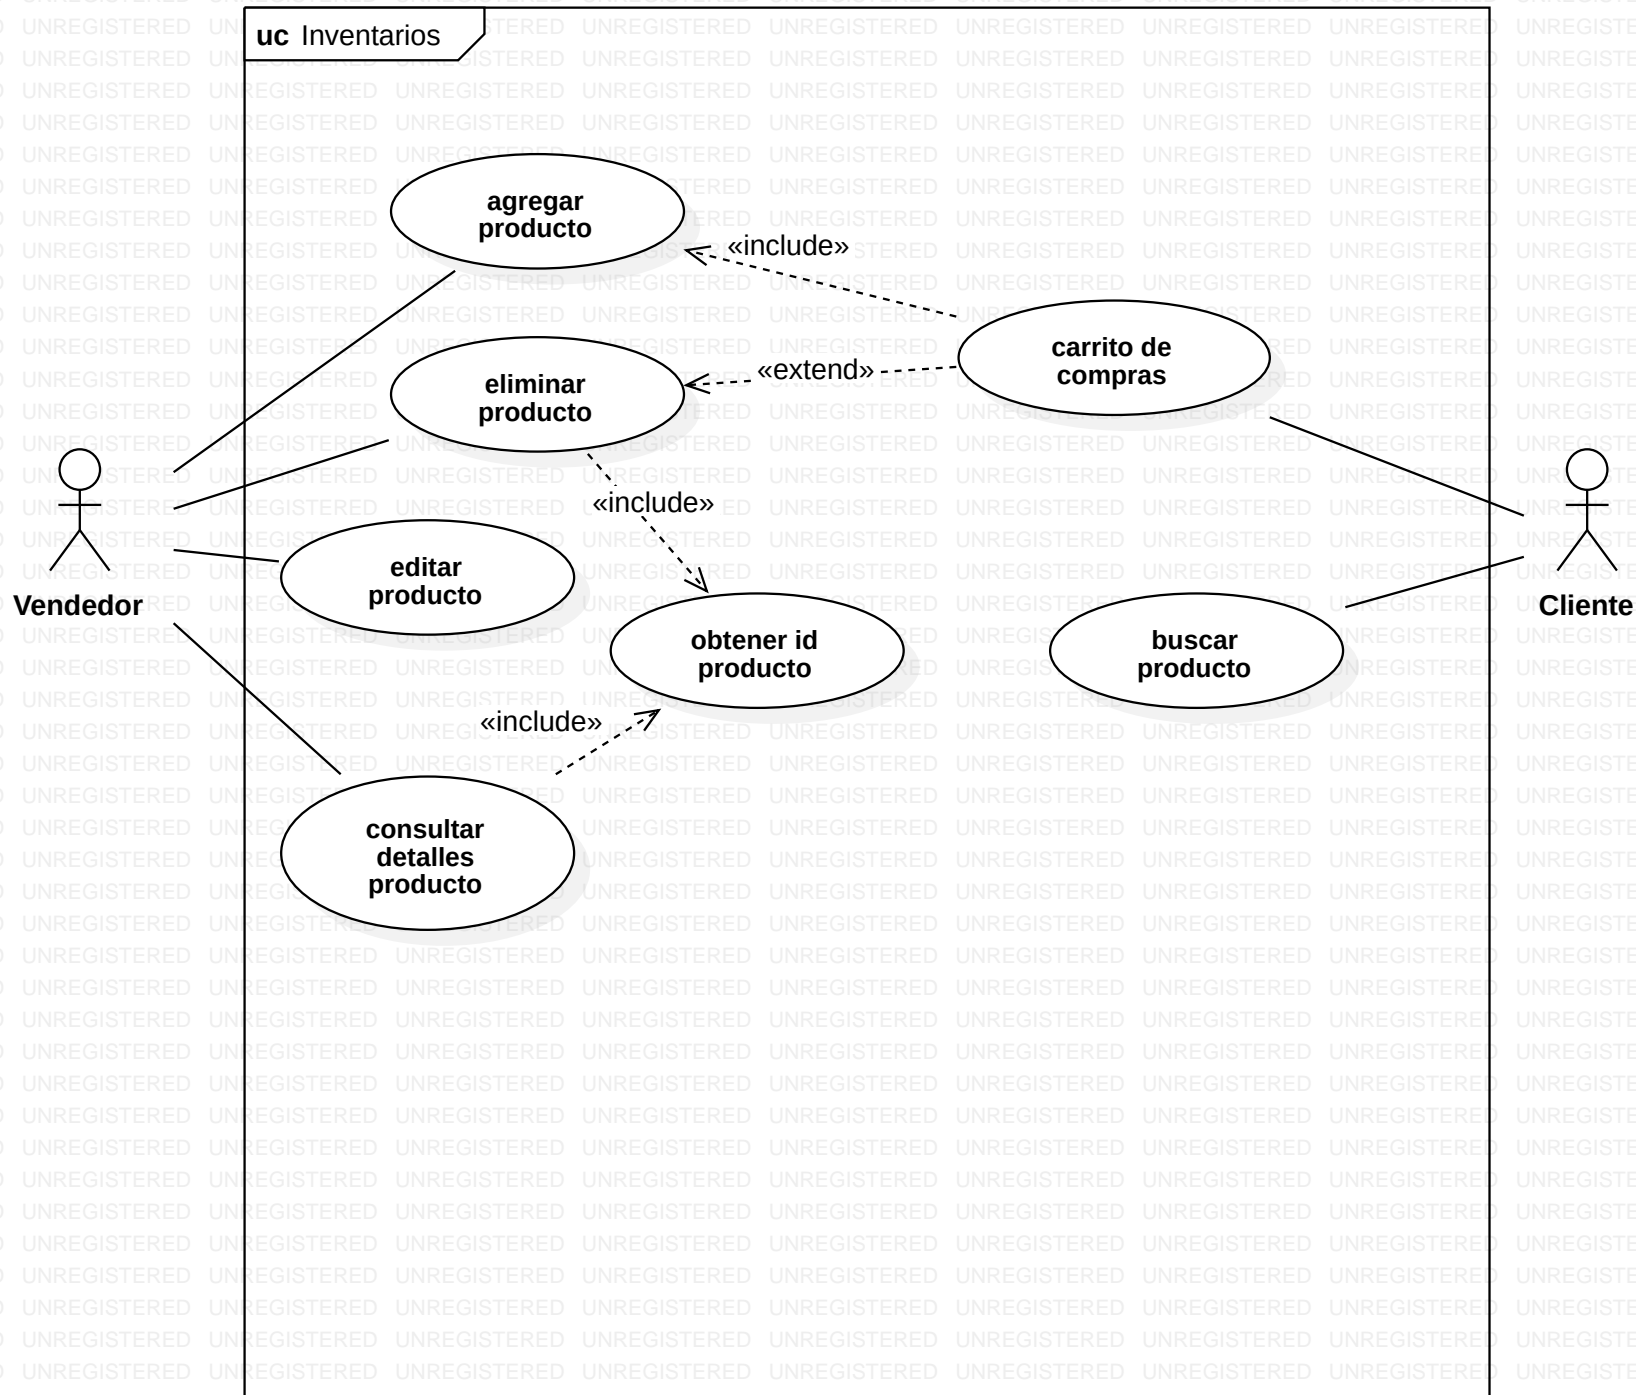 uc Inventarios
agregar
producto
«include»
carrito de
compras
«extend»
eliminar
producto
«include»
editar
producto
Vendedor
Cliente
obtener id
producto
buscar
producto
«include»
consultar
detalles
producto
UNREGISTERED